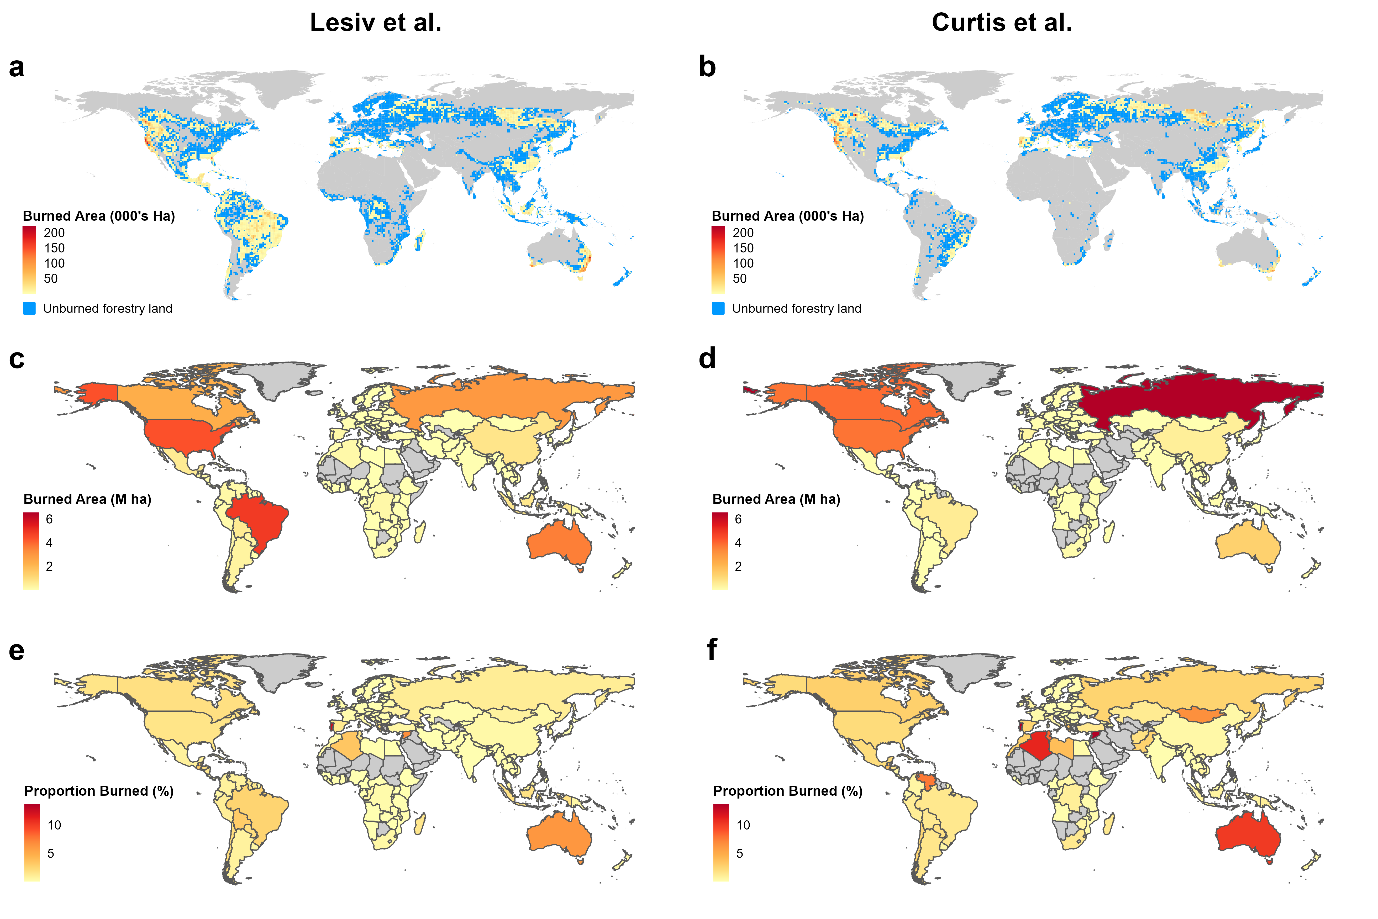 Lesiv et al.
Curtis et al.
a
b
Burned Area (000's Ha)
200
150
100
50
Unburned forestry land
Burned Area (000's Ha)
200
150
100
50
Unburned forestry land
c
d
Burned Area (M ha)
6
4
2
Burned Area (M ha)
6
4
2
e
f
Proportion Burned (%)
10
5
Proportion Burned (%)
10
5